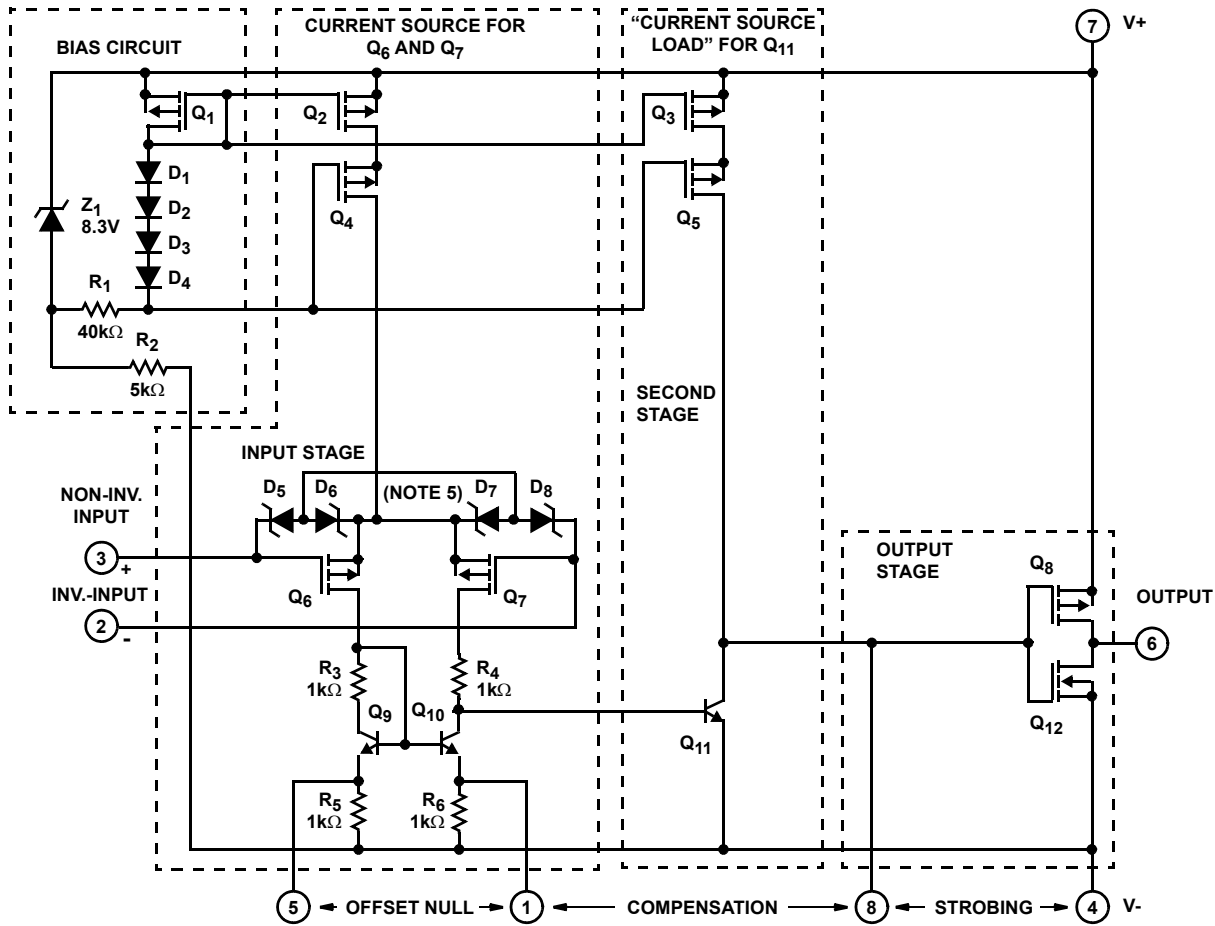 CURRENT SOURCE FOR
Q6 AND Q7
“CURRENT SOURCE
LOAD” FOR Q11
7
V+
BIAS CIRCUIT
Q1
Q2
Q3
D1
D2
D3
D4
Z1
8.3V
Q4
Q5
R1
40kΩ
R2
5kΩ
SECOND
STAGE
INPUT STAGE
D5
D6
(NOTE 5)
D7
D8
NON-INV.
INPUT
3
+
INV.-INPUT
2
-
Q6
Q7
OUTPUT
STAGE
Q8
OUTPUT
6
R3
1kΩ
R4
1kΩ
Q9
Q10
Q11
Q12
R5
1kΩ
R6
1kΩ
5
OFFSET NULL
1
COMPENSATION
8
STROBING
4
V-